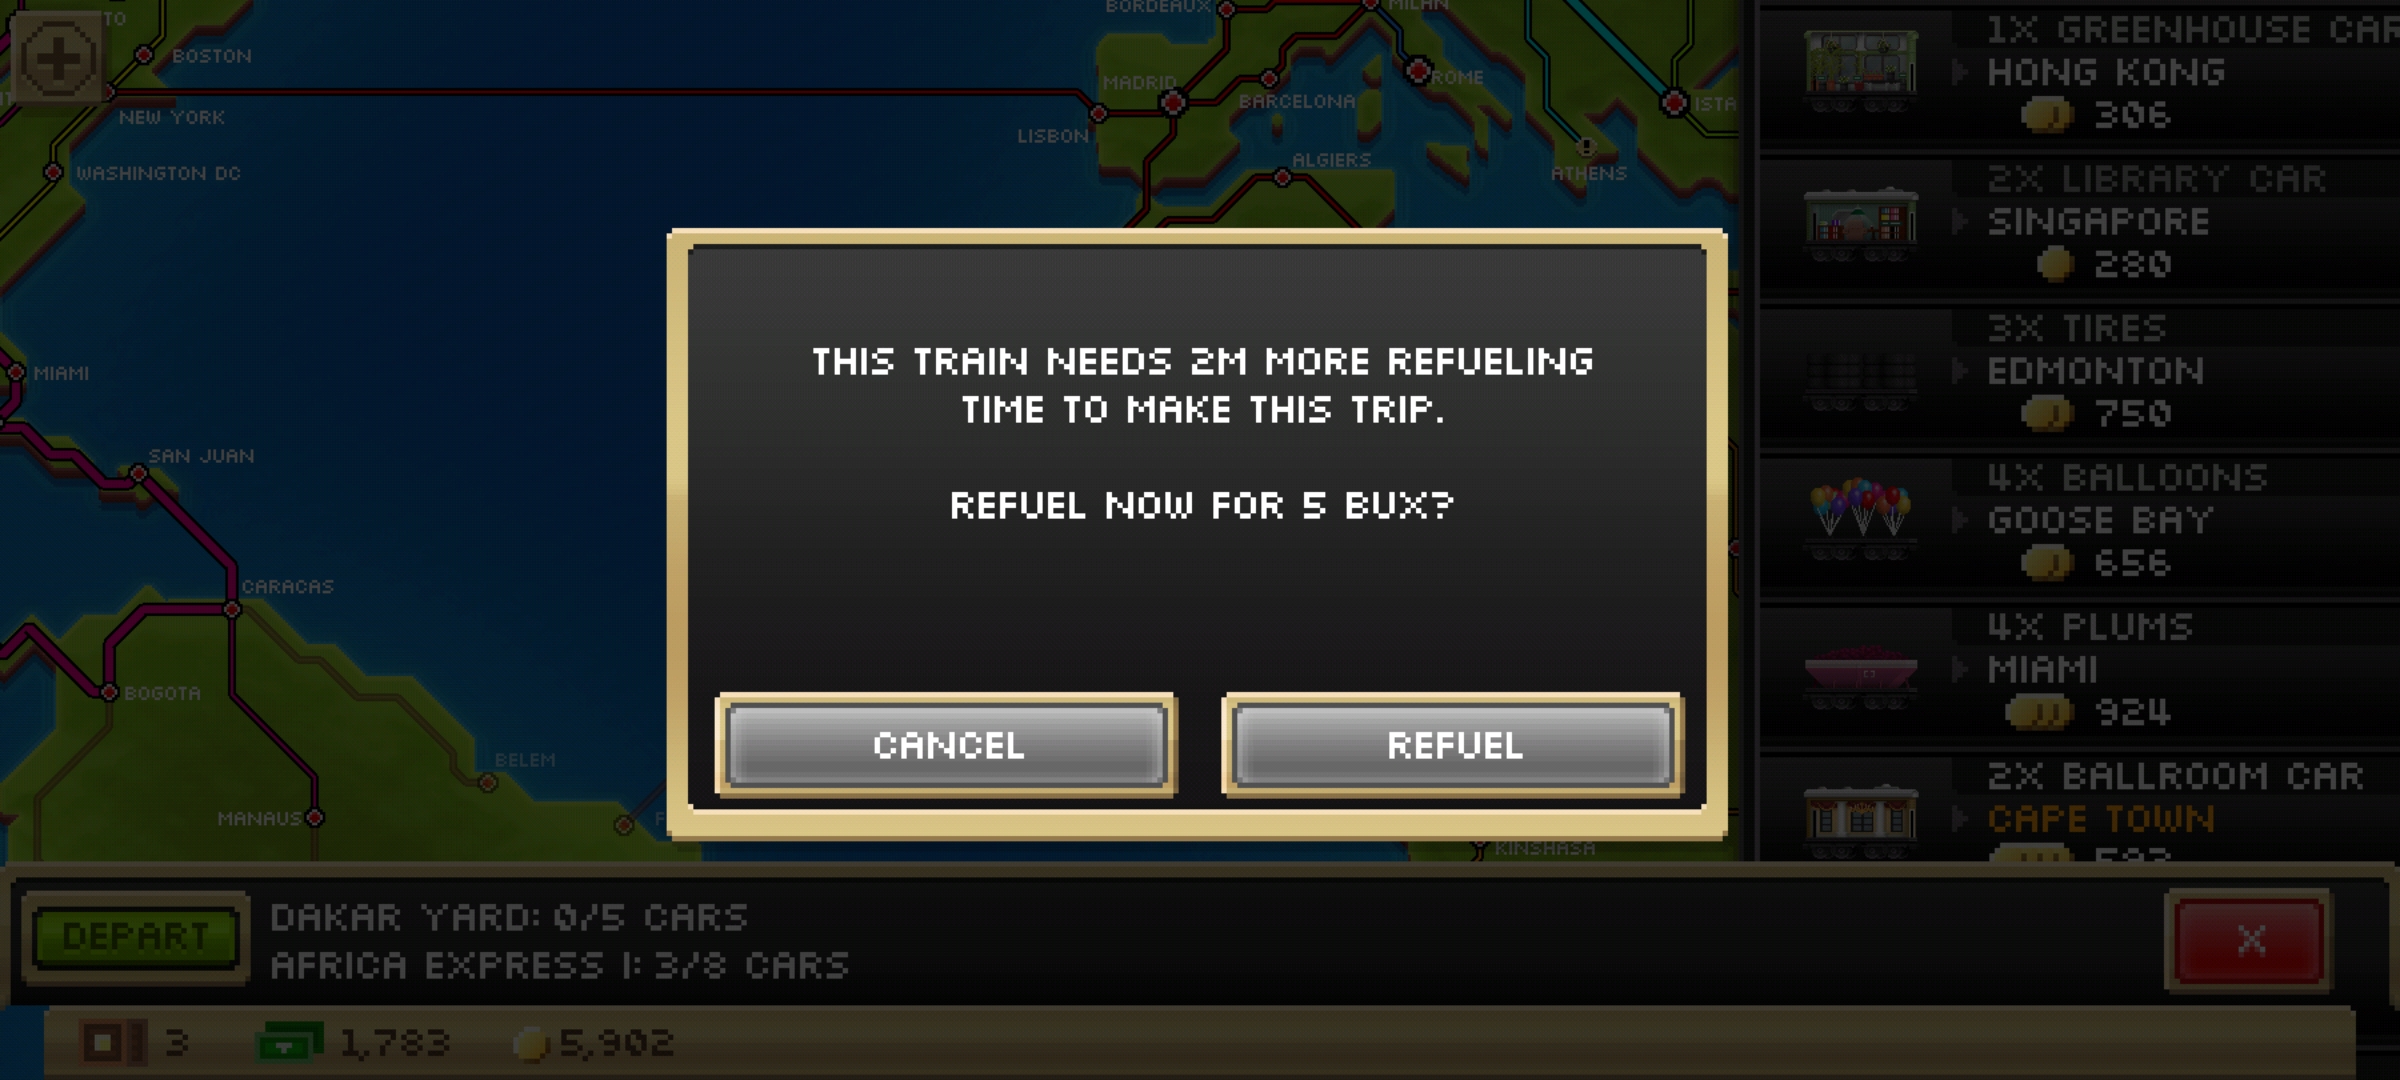 BORDEAUX
MILAN
BOSTON
NEW YORK
WASHINGTON DC
MADRID
ROME
BARCELONA
LISBON
ALGIERS
ATHENS
MIAMI
SAN JUAN
CARACAS
BOGOTA
BELEM
MANAUS
KINSHASA
THIS TRAIN NEEDS 2M MORE REFUELING
TIME TO MAKE THIS TRIP.
REFUEL NOW FOR 5 BUX?
CANCEL
REFUEL
1X GREENHOUSE CAR
HONG KONG
306
2X LIBRARY CAR
SINGAPORE
280
3X TIRES
EDMONTON
750
4X BALLOONS
GOOSE BAY
656
4X PLUMS
MIAMI
924
2X BALLROOM CAR
CAPE TOWN
DEPART
DAKAR YARD: 0/5 CARS
AFRICA EXPRESS I: 3/8 CARS
X
3
1,783
5,902